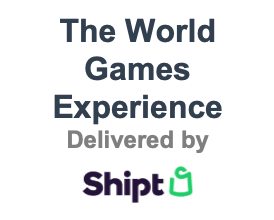 The World
Games
Experience
Delivered by
Shipt